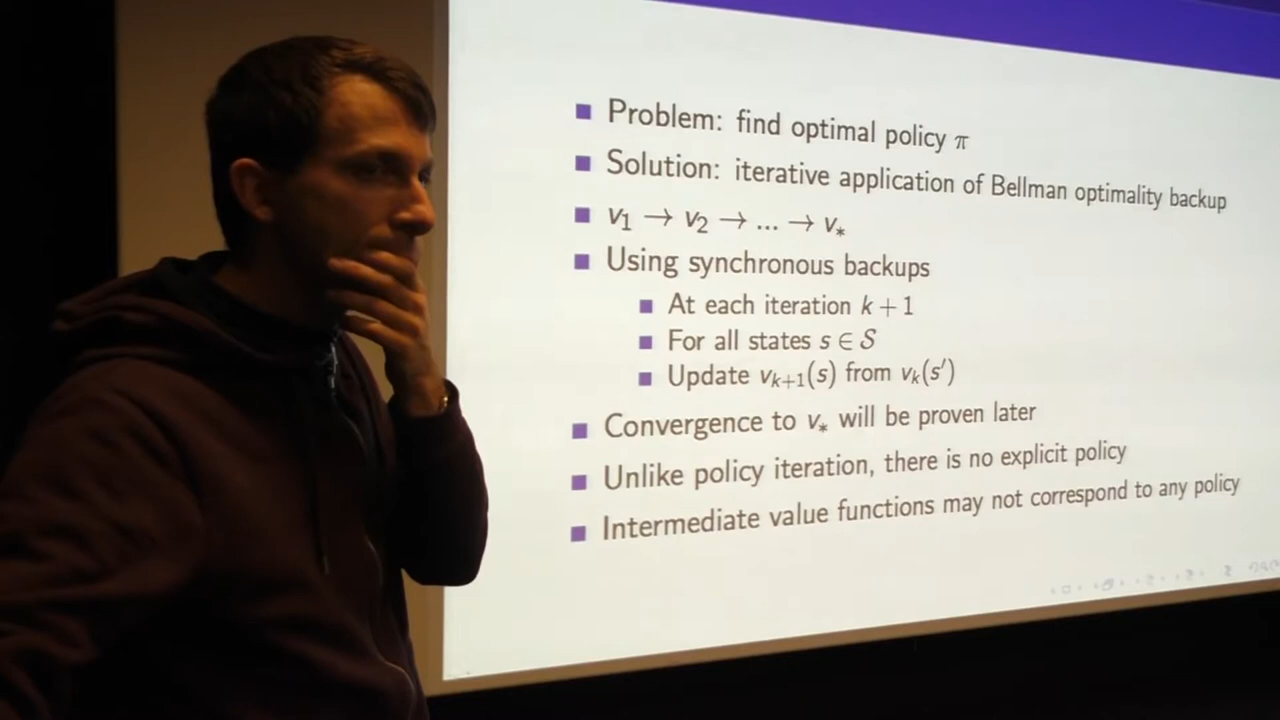 Problem: find optimal policy π
Solution: iterative application of Bellman optimality backup
v₁ → v₂ → ... → v∗
Using synchronous backups
At each iteration k + 1
For all states s ∈ 𝒮
Update vₖ₊₁(s) from vₖ(s′)
Convergence to v∗ will be proven later
Unlike policy iteration, there is no explicit policy
Intermediate value functions may not correspond to any policy